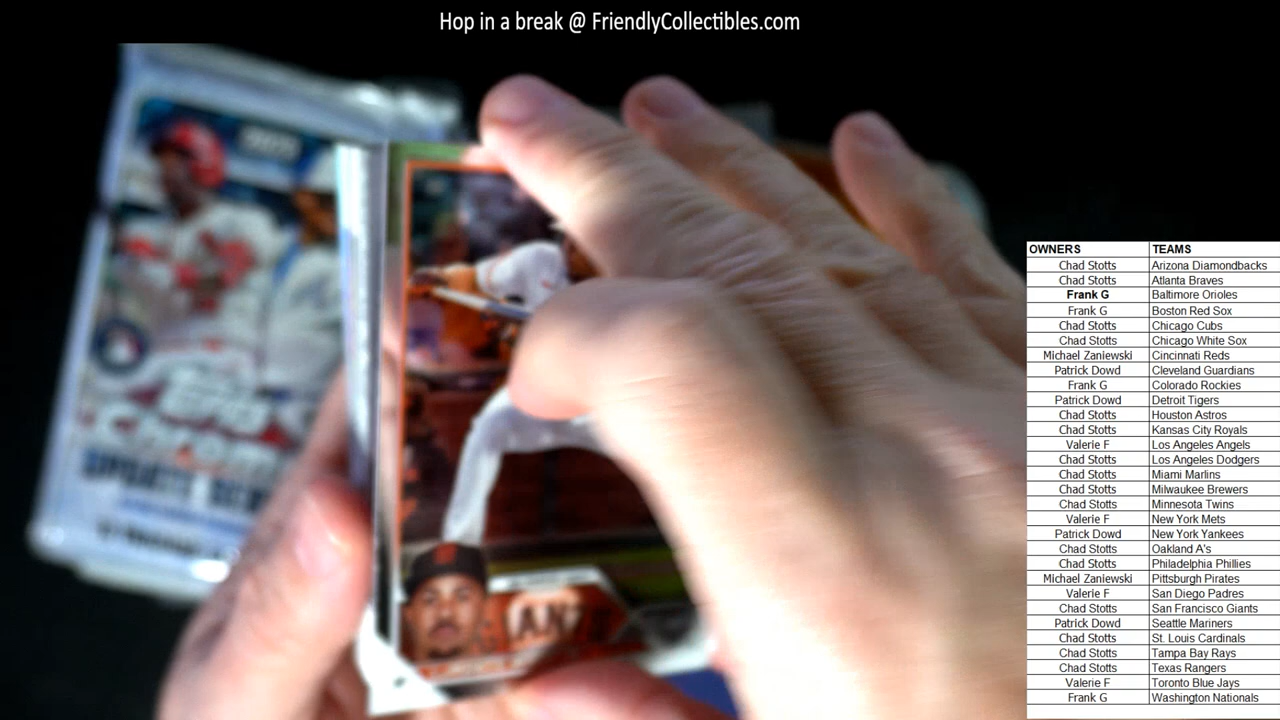 Hop in a break @ FriendlyCollectibles.com
OWNERS TEAMS
Chad Stotts Arizona Diamondbacks
Chad Stotts Atlanta Braves
Frank G Baltimore Orioles
Frank G Boston Red Sox
Chad Stotts Chicago Cubs
Chad Stotts Chicago White Sox
Michael Zaniewski Cincinnati Reds
Patrick Dowd Cleveland Guardians
Frank G Colorado Rockies
Patrick Dowd Detroit Tigers
Chad Stotts Houston Astros
Chad Stotts Kansas City Royals
Valerie F Los Angeles Angels
Chad Stotts Los Angeles Dodgers
Chad Stotts Miami Marlins
Chad Stotts Milwaukee Brewers
Chad Stotts Minnesota Twins
Valerie F New York Mets
Patrick Dowd New York Yankees
Chad Stotts Oakland A's
Chad Stotts Philadelphia Phillies
Michael Zaniewski Pittsburgh Pirates
Valerie F San Diego Padres
Chad Stotts San Francisco Giants
Patrick Dowd Seattle Mariners
Chad Stotts St. Louis Cardinals
Chad Stotts Tampa Bay Rays
Chad Stotts Texas Rangers
Valerie F Toronto Blue Jays
Frank G Washington Nationals
UPDATE